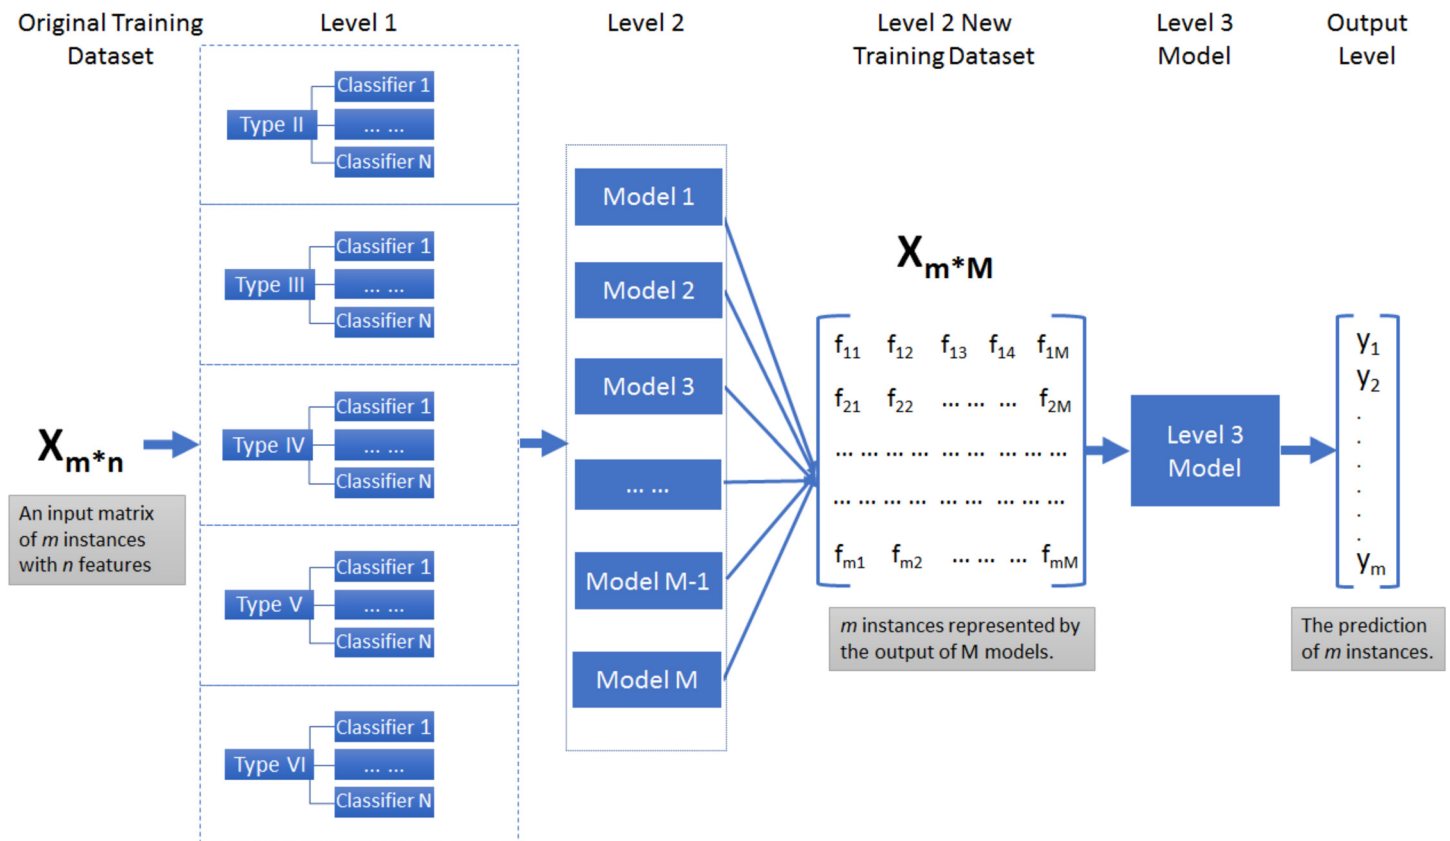 Original Training
Dataset
Level 1
Level 2
Level 2 New
Training Dataset
Level 3
Model
Output
Level
X m*n
An input matrix
of m instances
with n features
Type II
Classifier 1
... ...
Classifier N
Type III
Classifier 1
... ...
Classifier N
Type IV
Classifier 1
... ...
Classifier N
Type V
Classifier 1
... ...
Classifier N
Type VI
Classifier 1
... ...
Classifier N
Model 1
Model 2
Model 3
... ...
Model M-1
Model M
X m*M
f11 f12 f13 f14 f1M
f21 f22 ... ... ... f2M
... ... ... ... ... ... ...
... ... ... ... ... ... ...
fm1 fm2 ... ... ... fmM
m instances represented by
the output of M models.
Level 3
Model
y1
y2
.
.
.
.
.
.
ym
The prediction
of m instances.